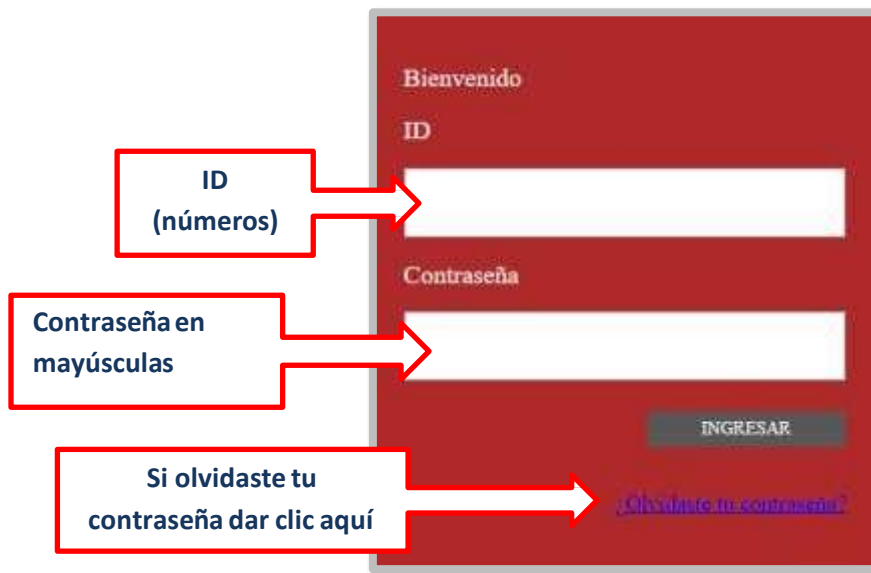 Bienvenido
ID
ID
(números)
Contraseña
Contraseña en
mayúsculas
INGRESAR
Si olvidaste tu
contraseña dar clic aquí
¿Olvidaste tu contraseña?